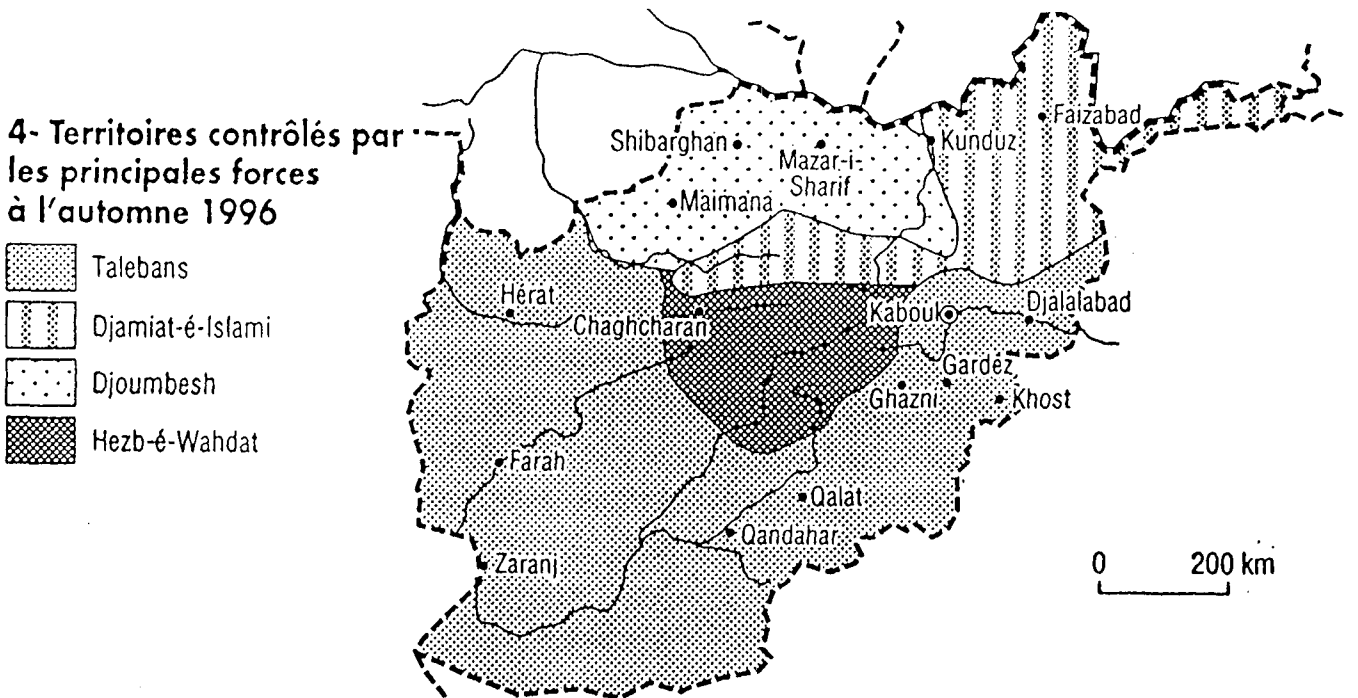 4- Territoires contrôlés par
les principales forces
à l'automne 1996
Talebans
Djamiat-é-Islami
Djoumbesh
Hezb-é-Wahdat
Shibarghan
Mazar-i-
Sharif
Kunduz
Faizabad
Maimana
Hérat
Chaghcharan
Kaboul
Djalalabad
Gardéz
Ghazni
Khost
Farah
Qalat
Qandahar
Zaranj
0 200 km